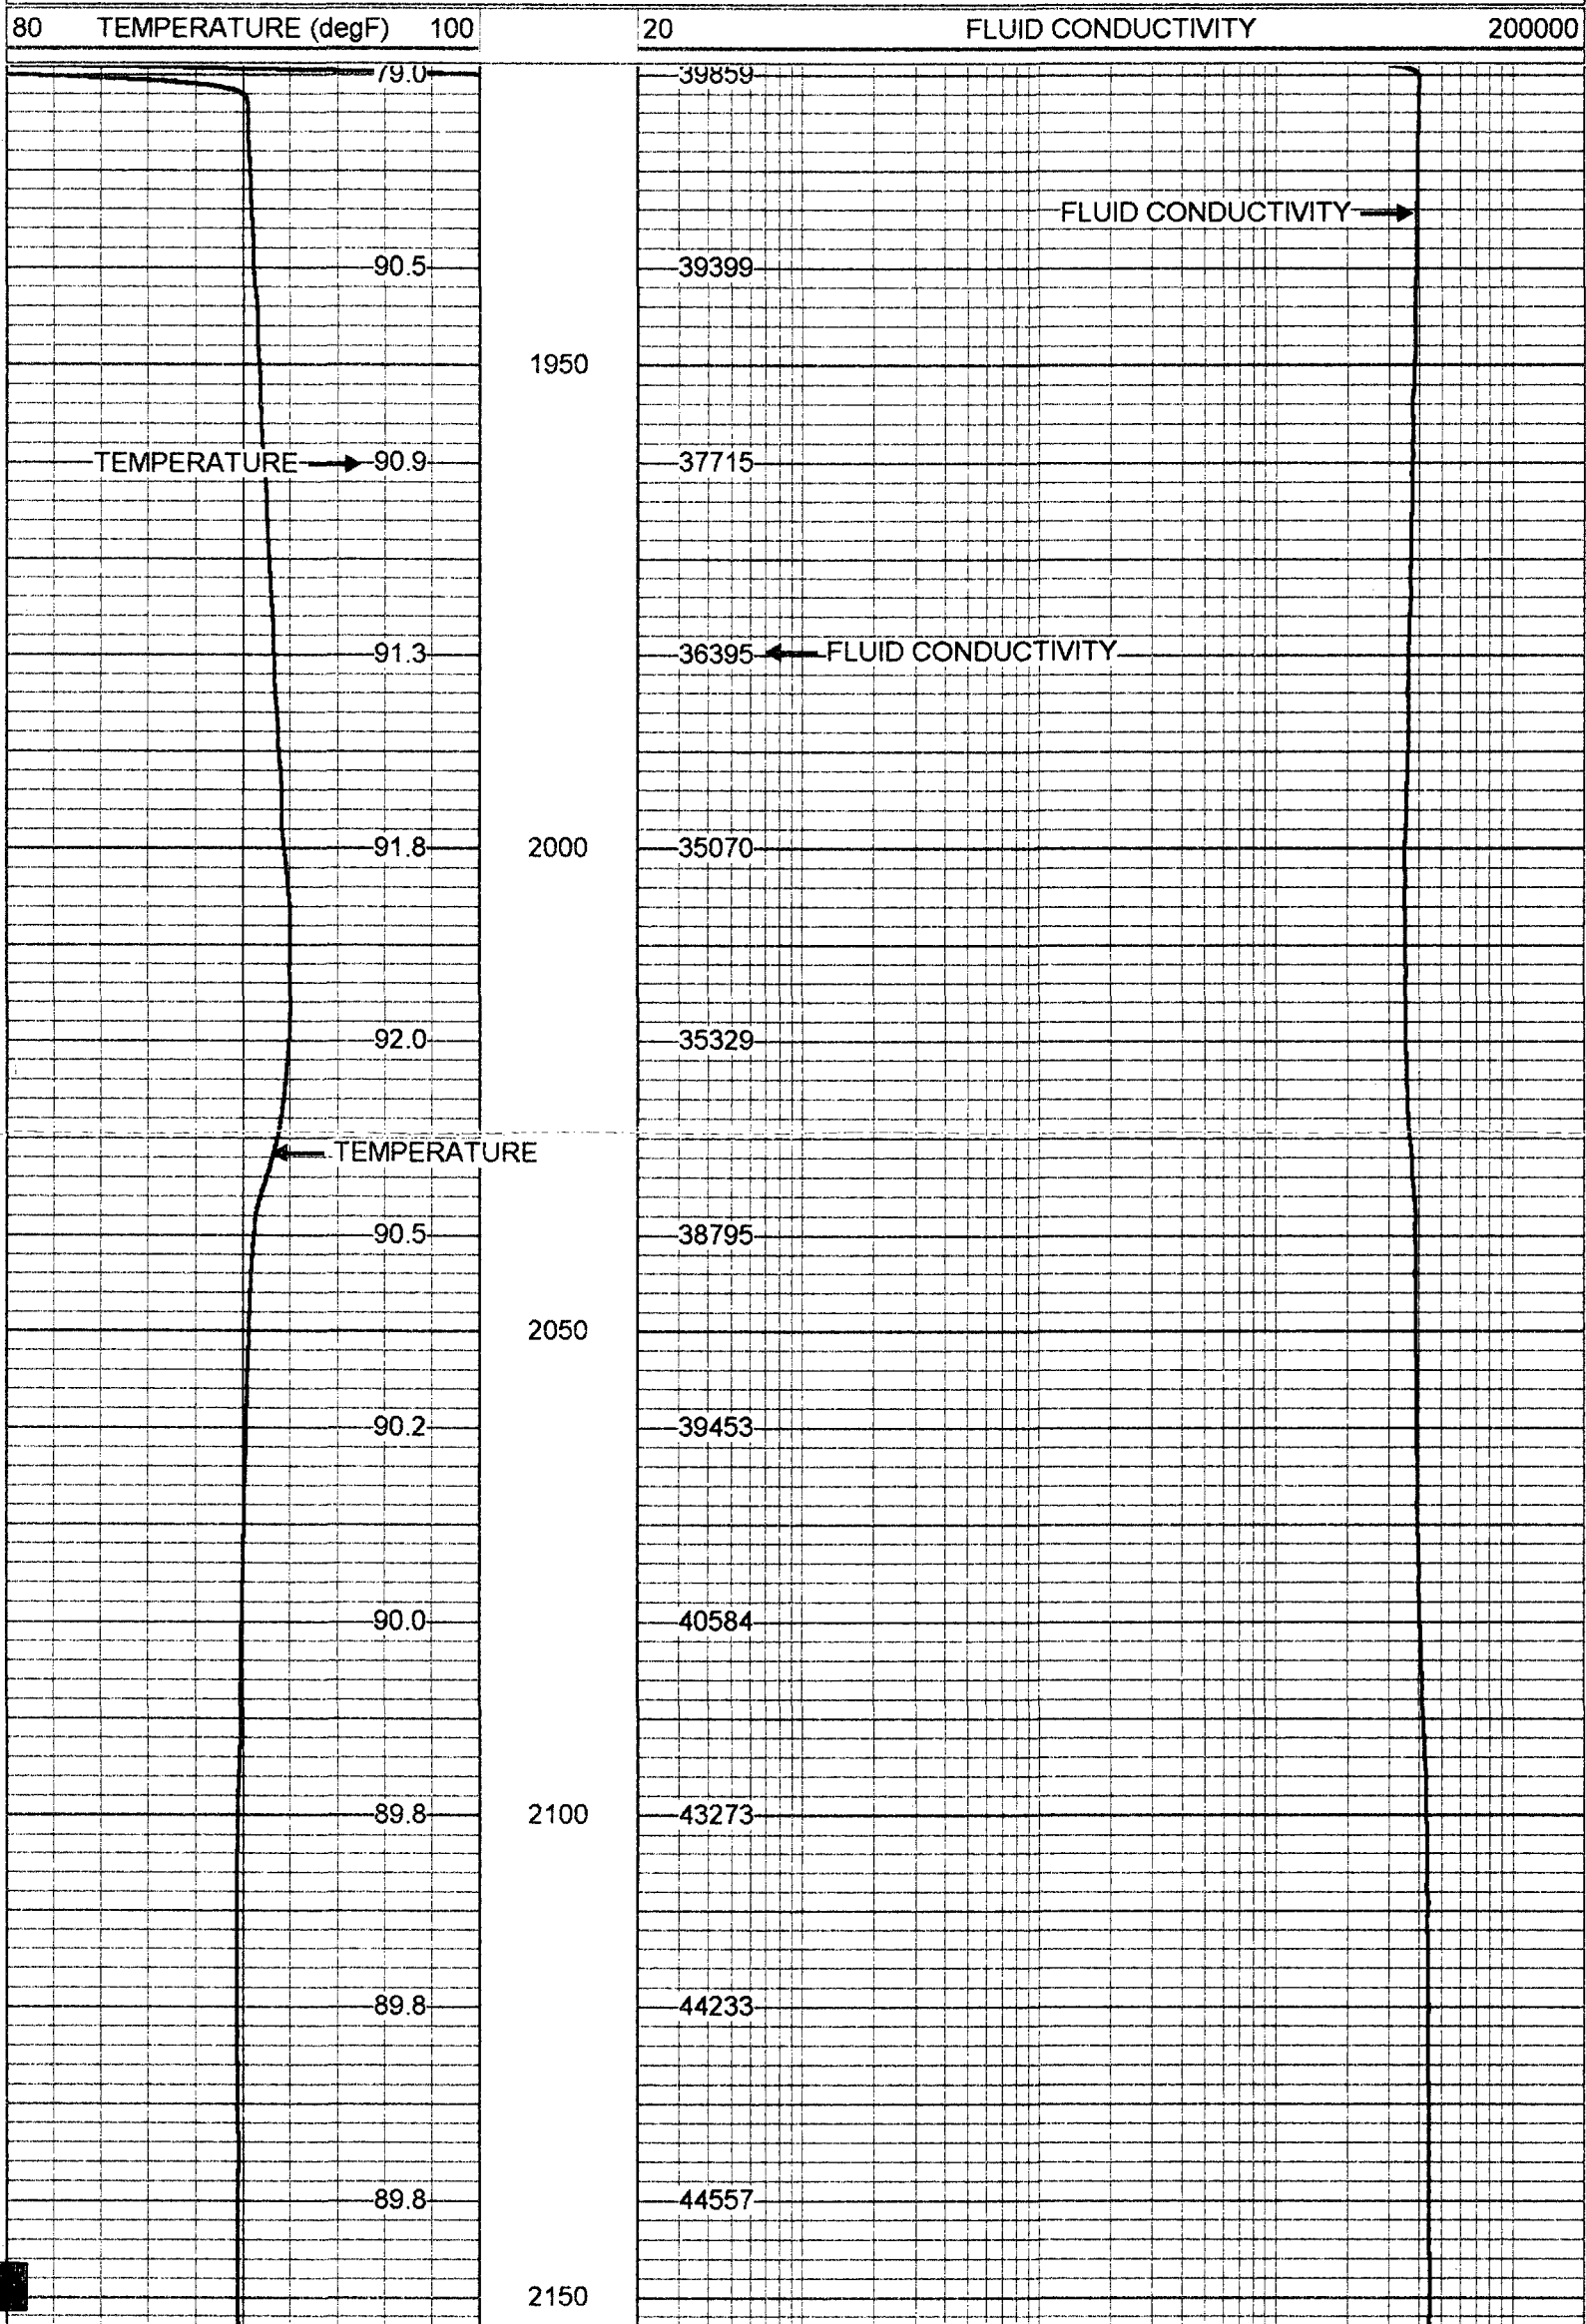 80 TEMPERATURE (degF) 100 20 FLUID CONDUCTIVITY 200000
79.0 39859
FLUID CONDUCTIVITY
90.5 39399
1950
TEMPERATURE 90.9 37715
91.3 36395 FLUID CONDUCTIVITY
91.8 2000 35070
92.0 35329
TEMPERATURE
90.5 38795
2050
90.2 39453
90.0 40584
89.8 2100 43273
89.8 44233
89.8 44557
2150